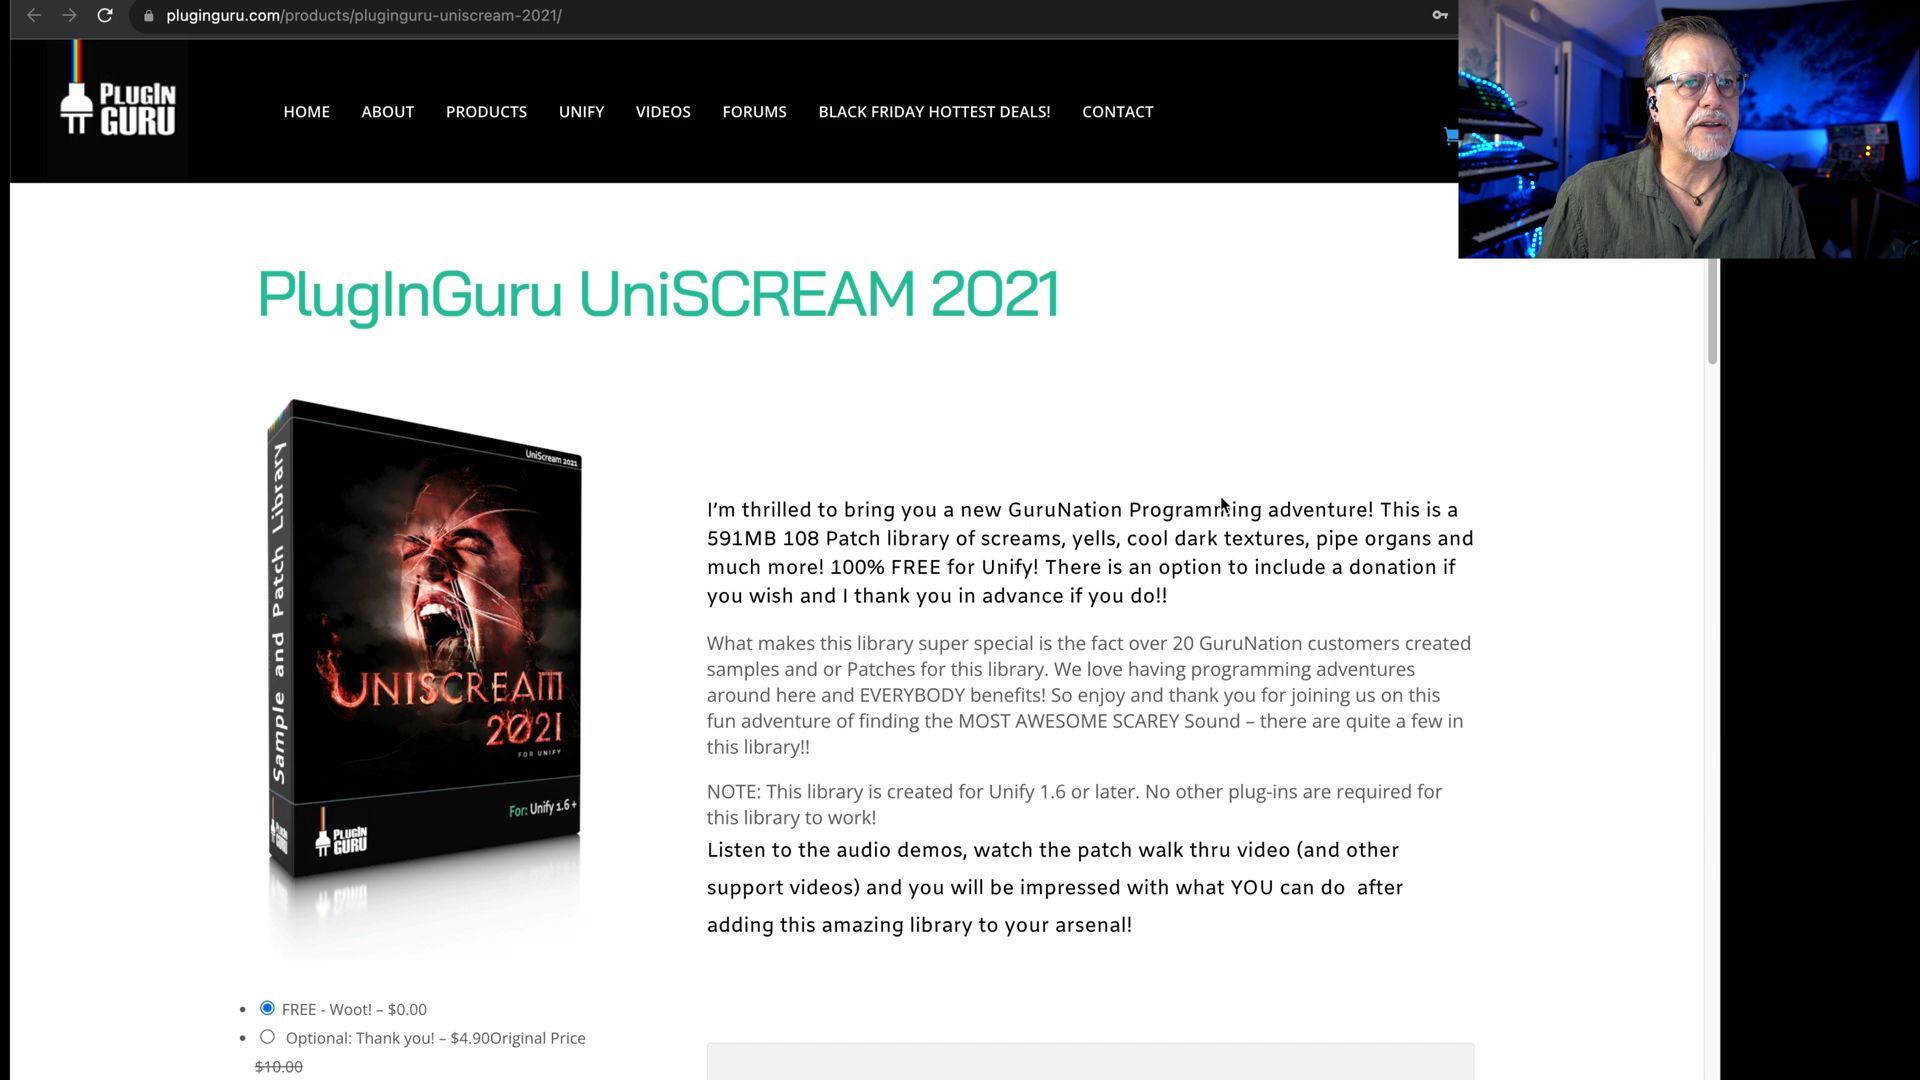 pluginguru.com/products/pluginguru-uniscream-2021/
PLUGIN
GURU
HOME ABOUT PRODUCTS UNIFY VIDEOS FORUMS BLACK FRIDAY HOTTEST DEALS! CONTACT
PlugInGuru UniSCREAM 2021
Sample and Patch Library
UniScream 2021
UNISCREAM
2021
FOR UNIFY
For: Unify 1.6 +
PLUGIN
GURU
PLUGIN
GURU
I'm thrilled to bring you a new GuruNation Programming adventure! This is a
591MB 108 Patch library of screams, yells, cool dark textures, pipe organs and
much more! 100% FREE for Unify! There is an option to include a donation if
you wish and I thank you in advance if you do!!
What makes this library super special is the fact over 20 GuruNation customers created
samples and or Patches for this library. We love having programming adventures
around here and EVERYBODY benefits! So enjoy and thank you for joining us on this
fun adventure of finding the MOST AWESOME SCAREY Sound – there are quite a few in
this library!!
NOTE: This library is created for Unify 1.6 or later. No other plug-ins are required for
this library to work!
Listen to the audio demos, watch the patch walk thru video (and other
support videos) and you will be impressed with what YOU can do after
adding this amazing library to your arsenal!
• FREE - Woot! – $0.00
• Optional: Thank you! – $4.90Original Price
$10.00